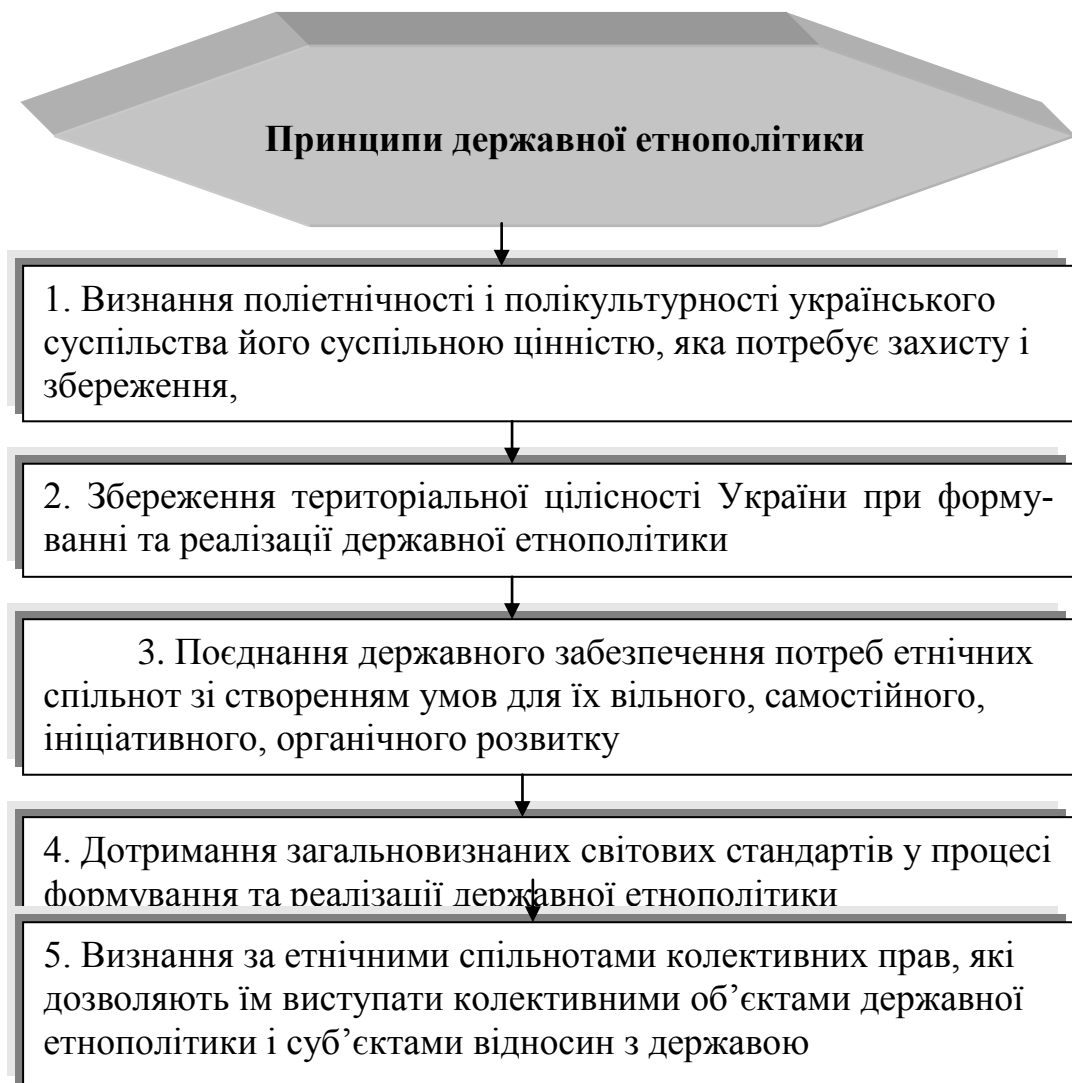 Принципи державної етнополітики
1. Визнання поліетнічності і полікультурності українського
суспільства його суспільною цінністю, яка потребує захисту і
збереження,
2. Збереження територіальної цілісності України при форму-
ванні та реалізації державної етнополітики
3. Поєднання державного забезпечення потреб етнічних
спільнот зі створенням умов для їх вільного, самостійного,
ініціативного, органічного розвитку
4. Дотримання загальновизнаних світових стандартів у процесі
формування та реалізації державної етнополітики
5. Визнання за етнічними спільнотами колективних прав, які
дозволяють їм виступати колективними об’єктами державної
етнополітики і суб’єктами відносин з державою